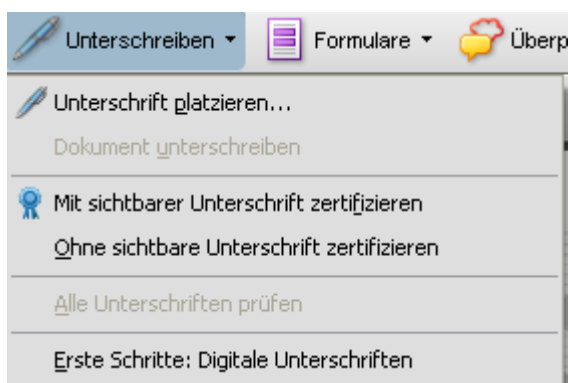 Unterschreiben Formulare
Unterschrift platzieren...
Dokument unterschreiben
Mit sichtbarer Unterschrift zertifizieren
Ohne sichtbare Unterschrift zertifizieren
Alle Unterschriften prüfen
Erste Schritte: Digitale Unterschriften